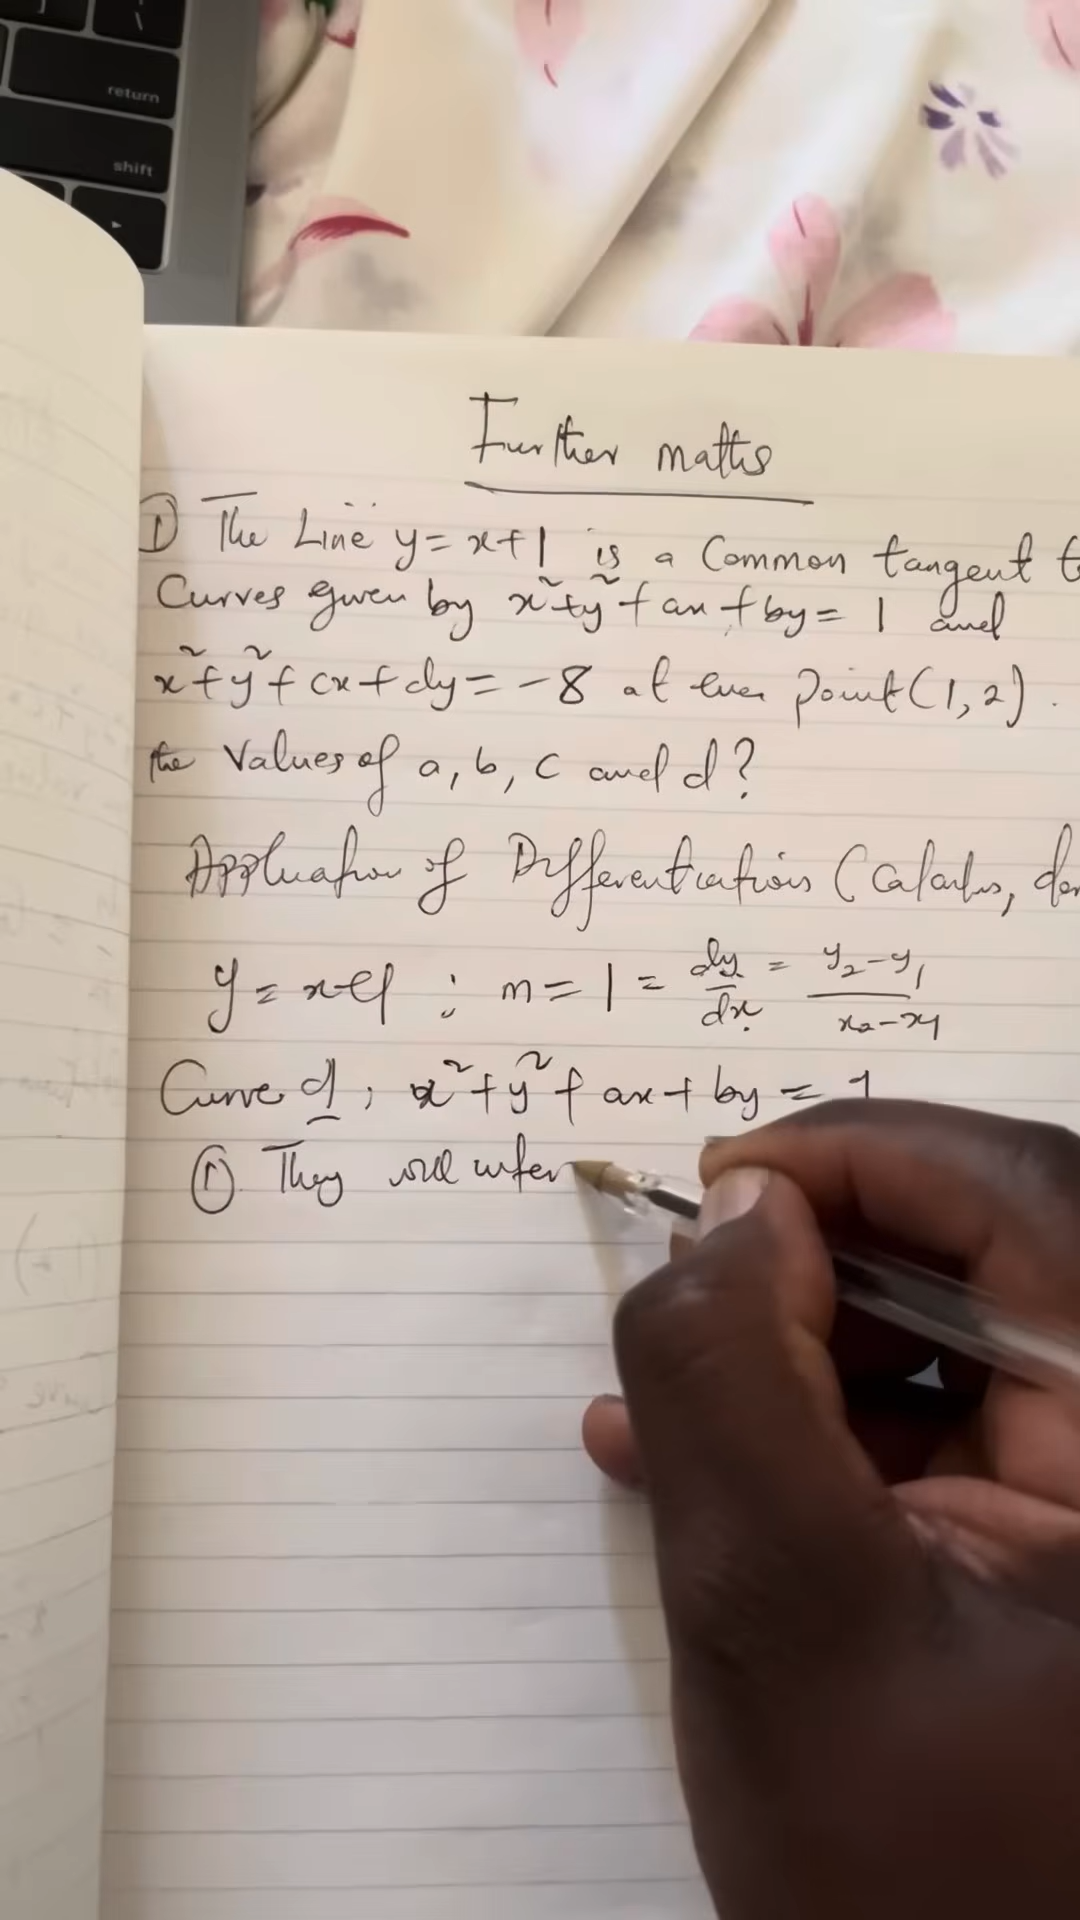 return
shift
Further maths
① The Line y = x+1 is a Common tangent t
Curves given by x²+y²+ax+by = 1 and
x²+y²+cx+dy = -8 at point (1,2).
the Values of a, b, c and d?
Application of Differentiation (Calculus, der
y = x+1 ; m = 1 = dy/dx = y₂-y₁/x₂-x₁
Curve 1; x²+y²+ax+by = 1
① They will inter